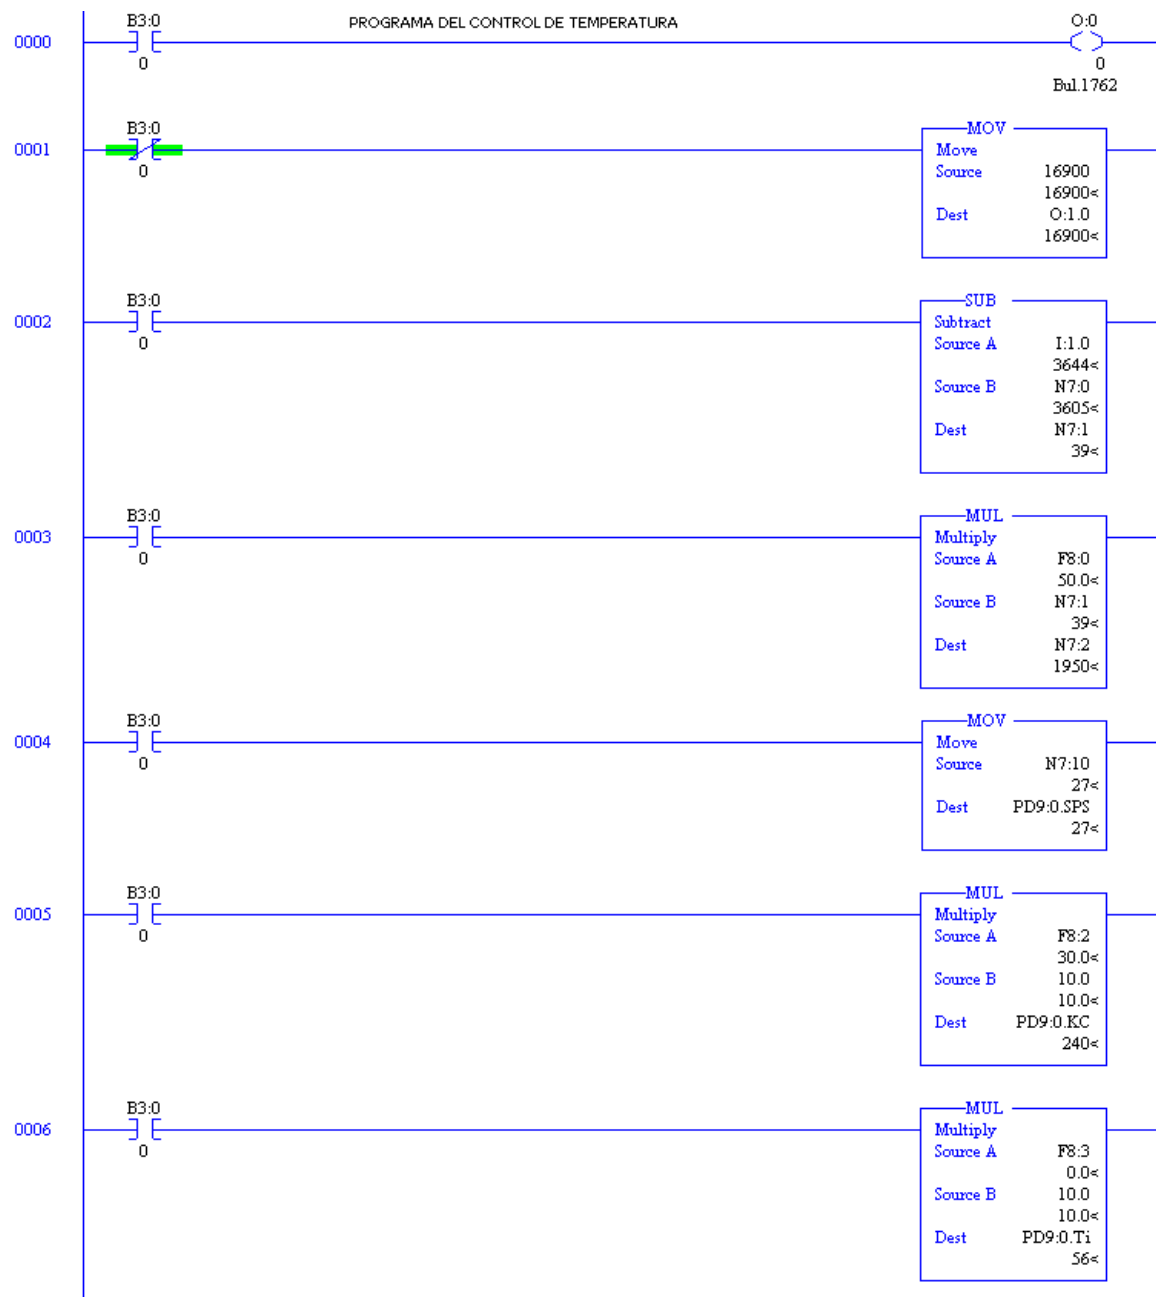 PROGRAMA DEL CONTROL DE TEMPERATURA
0000
B3:0
0
O:0
0
Bul.1762
0001
B3:0
0
MOV
Move
Source 16900
16900<
Dest O:1.0
16900<
0002
B3:0
0
SUB
Subtract
Source A I:1.0
3644<
Source B N7:0
3605<
Dest N7:1
39<
0003
B3:0
0
MUL
Multiply
Source A F8:0
50.0<
Source B N7:1
39<
Dest N7:2
1950<
0004
B3:0
0
MOV
Move
Source N7:10
27<
Dest PD9:0.SPS
27<
0005
B3:0
0
MUL
Multiply
Source A F8:2
30.0<
Source B 10.0
10.0<
Dest PD9:0.KC
240<
0006
B3:0
0
MUL
Multiply
Source A F8:3
0.0<
Source B 10.0
10.0<
Dest PD9:0.Ti
56<